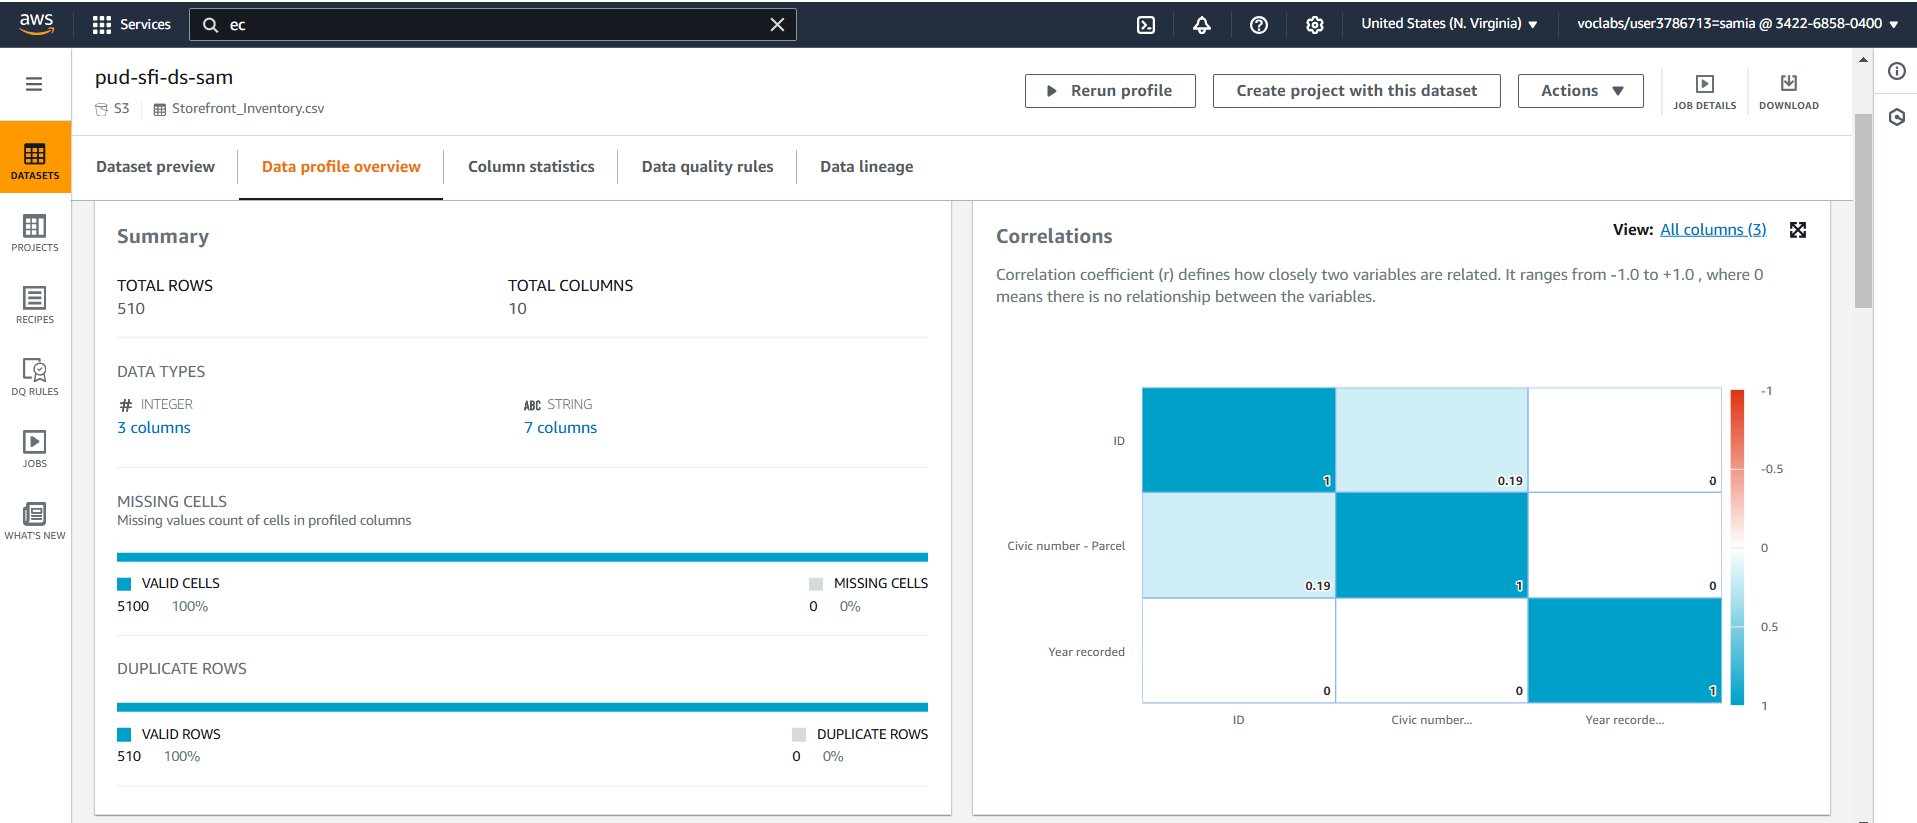 aws
Services
ec
United States (N. Virginia)
voclabs/user3786713=samia @ 3422-6858-0400
pud-sfi-ds-sam
S3
Storefront_Inventory.csv
Rerun profile
Create project with this dataset
Actions
JOB DETAILS
DOWNLOAD
DATASETS
PROJECTS
RECIPES
DQ RULES
JOBS
WHAT'S NEW
Dataset preview
Data profile overview
Column statistics
Data quality rules
Data lineage
Summary
TOTAL ROWS
510
TOTAL COLUMNS
10
DATA TYPES
# INTEGER
3 columns
ABC STRING
7 columns
MISSING CELLS
Missing values count of cells in profiled columns
VALID CELLS
5100 100%
MISSING CELLS
0 0%
DUPLICATE ROWS
VALID ROWS
510 100%
DUPLICATE ROWS
0 0%
Correlations
View: All columns (3)
Correlation coefficient (r) defines how closely two variables are related. It ranges from -1.0 to +1.0 , where 0
means there is no relationship between the variables.
ID
1
0.19
0
Civic number - Parcel
0.19
1
0
Year recorded
0
0
1
ID
Civic number...
Year recorde...
-1
-0.5
0
0.5
1